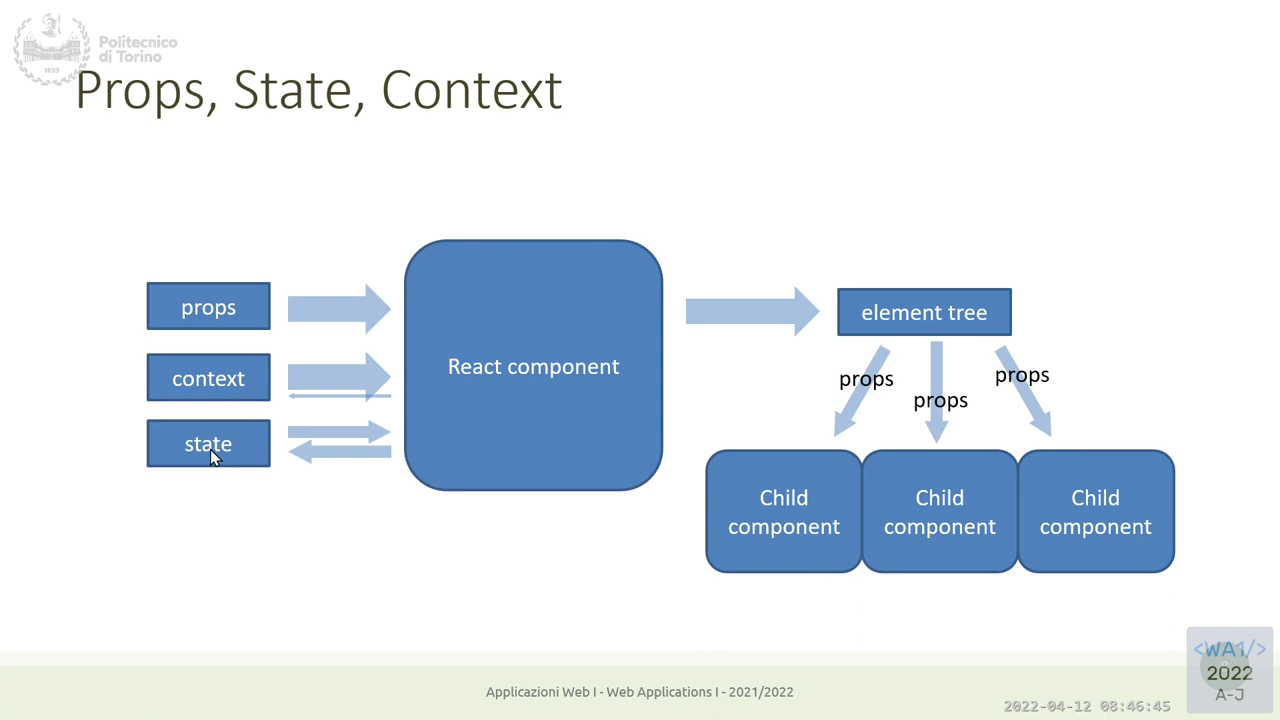 Politecnico
di Torino
1859
Props, State, Context
props
context
state
React component
element tree
props
props
props
Child
component
Child
component
Child
component
Applicazioni Web I - Web Applications I - 2021/2022
2022-04-12 08:46:45
<WA1/>
2022
A-J